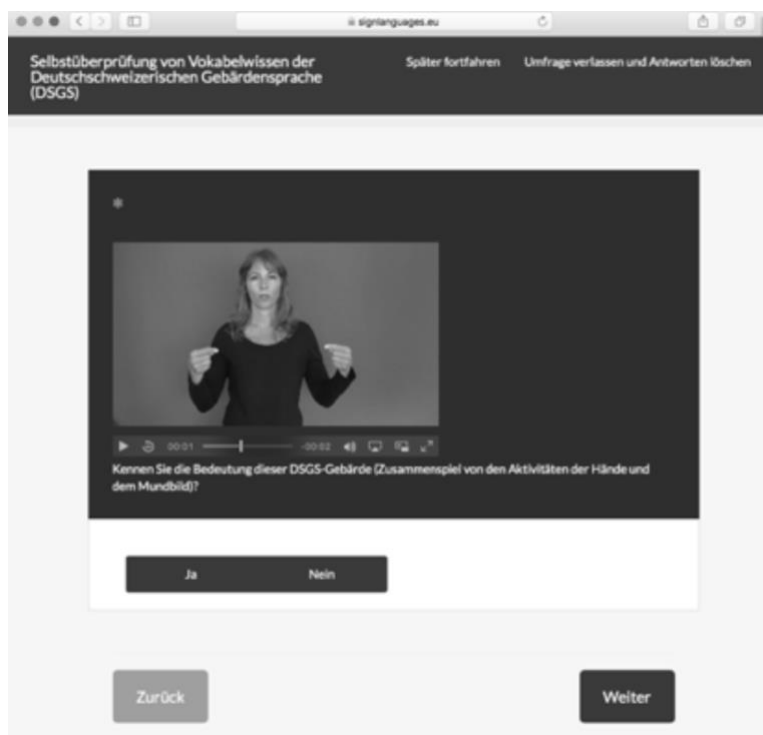 signlanguages.eu
Selbstüberprüfung von Vokabelwissen der
Deutschschweizerischen Gebärdensprache
(DSGS)
Später fortfahren
Umfrage verlassen und Antworten löschen
*
00:01
-00:02
Kennen Sie die Bedeutung dieser DSGS-Gebärde (Zusammenspiel von den Aktivitäten der Hände und
dem Mundbild)?
Ja
Nein
Zurück
Weiter